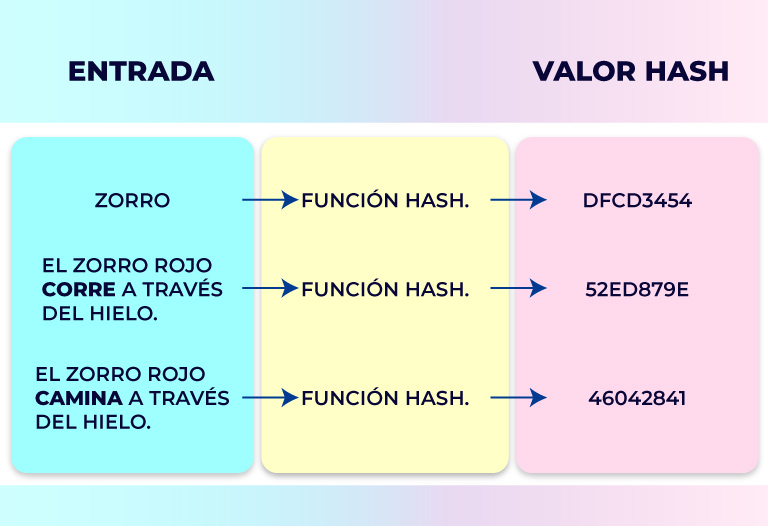 ENTRADA
VALOR HASH
ZORRO
FUNCIÓN HASH.
DFCD3454
EL ZORRO ROJO
CORRE A TRAVÉS
DEL HIELO.
FUNCIÓN HASH.
52ED879E
EL ZORRO ROJO
CAMINA A TRAVÉS
DEL HIELO.
FUNCIÓN HASH.
46042841